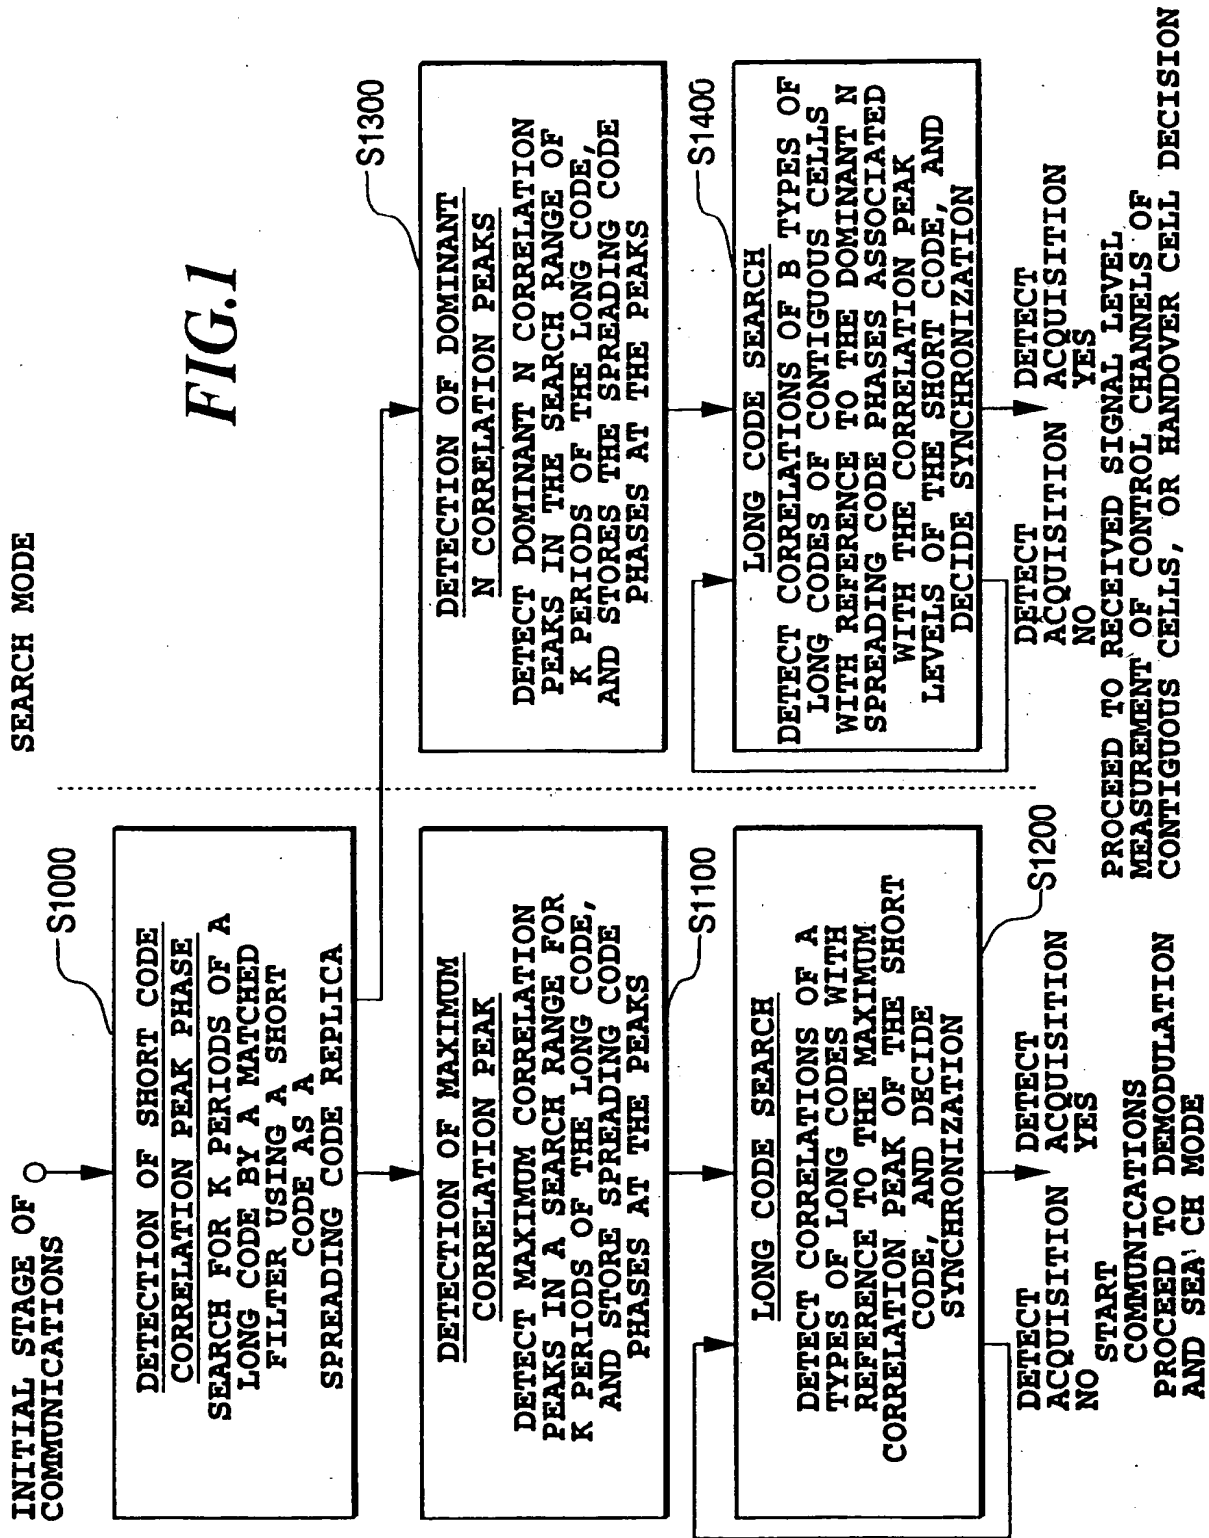 FIG.1
INITIAL STAGE OF
COMMUNICATIONS
S1000
DETECTION OF SHORT CODE
CORRELATION PEAK PHASE
SEARCH FOR K PERIODS OF A
LONG CODE BY A MATCHED
FILTER USING A SHORT
CODE AS A
SPREADING CODE REPLICA
DETECTION OF MAXIMUM
CORRELATION PEAK
DETECT MAXIMUM CORRELATION
PEAKS IN A SEARCH RANGE FOR
K PERIODS OF THE LONG CODE,
AND STORE SPREADING CODE
PHASES AT THE PEAKS
S1100
LONG CODE SEARCH
DETECT CORRELATIONS OF A
TYPES OF LONG CODES WITH
REFERENCE TO THE MAXIMUM
CORRELATION PEAK OF THE SHORT
CODE, AND DECIDE
SYNCHRONIZATION
S1200
DETECT
ACQUISITION
NO
DETECT
ACQUISITION
YES
START
COMMUNICATIONS
PROCEED TO DEMODULATION
AND SEA CH MODE
SEARCH MODE
S1300
DETECTION OF DOMINANT
N CORRELATION PEAKS
DETECT DOMINANT N CORRELATION
PEAKS IN THE SEARCH RANGE OF
K PERIODS OF THE LONG CODE,
AND STORES THE SPREADING CODE
PHASES AT THE PEAKS
S1400
LONG CODE SEARCH
DETECT CORRELATIONS OF B TYPES OF
LONG CODES OF CONTIGUOUS CELLS
WITH REFERENCE TO THE DOMINANT N
SPREADING CODE PHASES ASSOCIATED
WITH THE CORRELATION PEAK
LEVELS OF THE SHORT CODE, AND
DECIDE SYNCHRONIZATION
DETECT
ACQUISITION
NO
DETECT
ACQUISITION
YES
PROCEED TO RECEIVED SIGNAL LEVEL
MEASUREMENT OF CONTROL CHANNELS OF
CONTIGUOUS CELLS, OR HANDOVER CELL DECISION